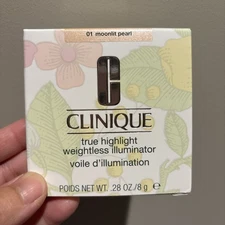 01 moonlit pearl
CLINIQUE
true highlight
weightless illuminator
voile d'illumination
POIDS NET WT. .28 OZ/8 g ℮